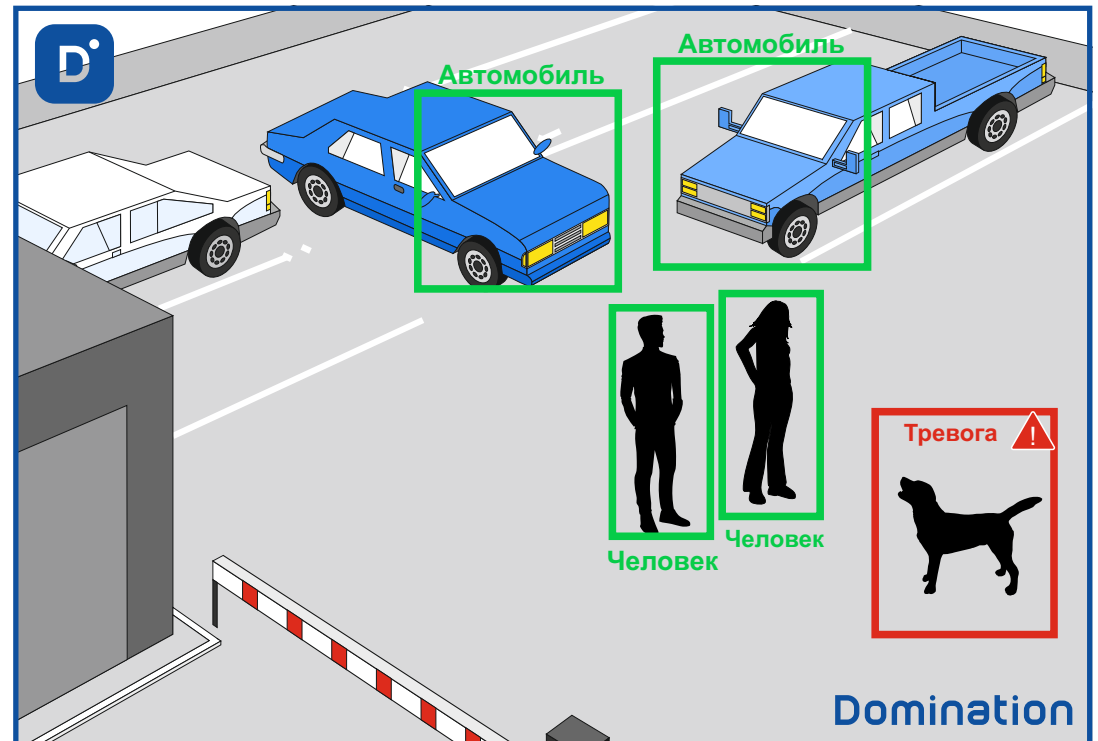 D
Автомобиль
Автомобиль
Тревога
!
Человек
Человек
Domination